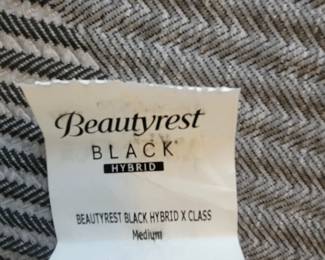 Beautyrest
BLACK®
HYBRID
BEAUTYREST BLACK HYBRID X CLASS
Medium